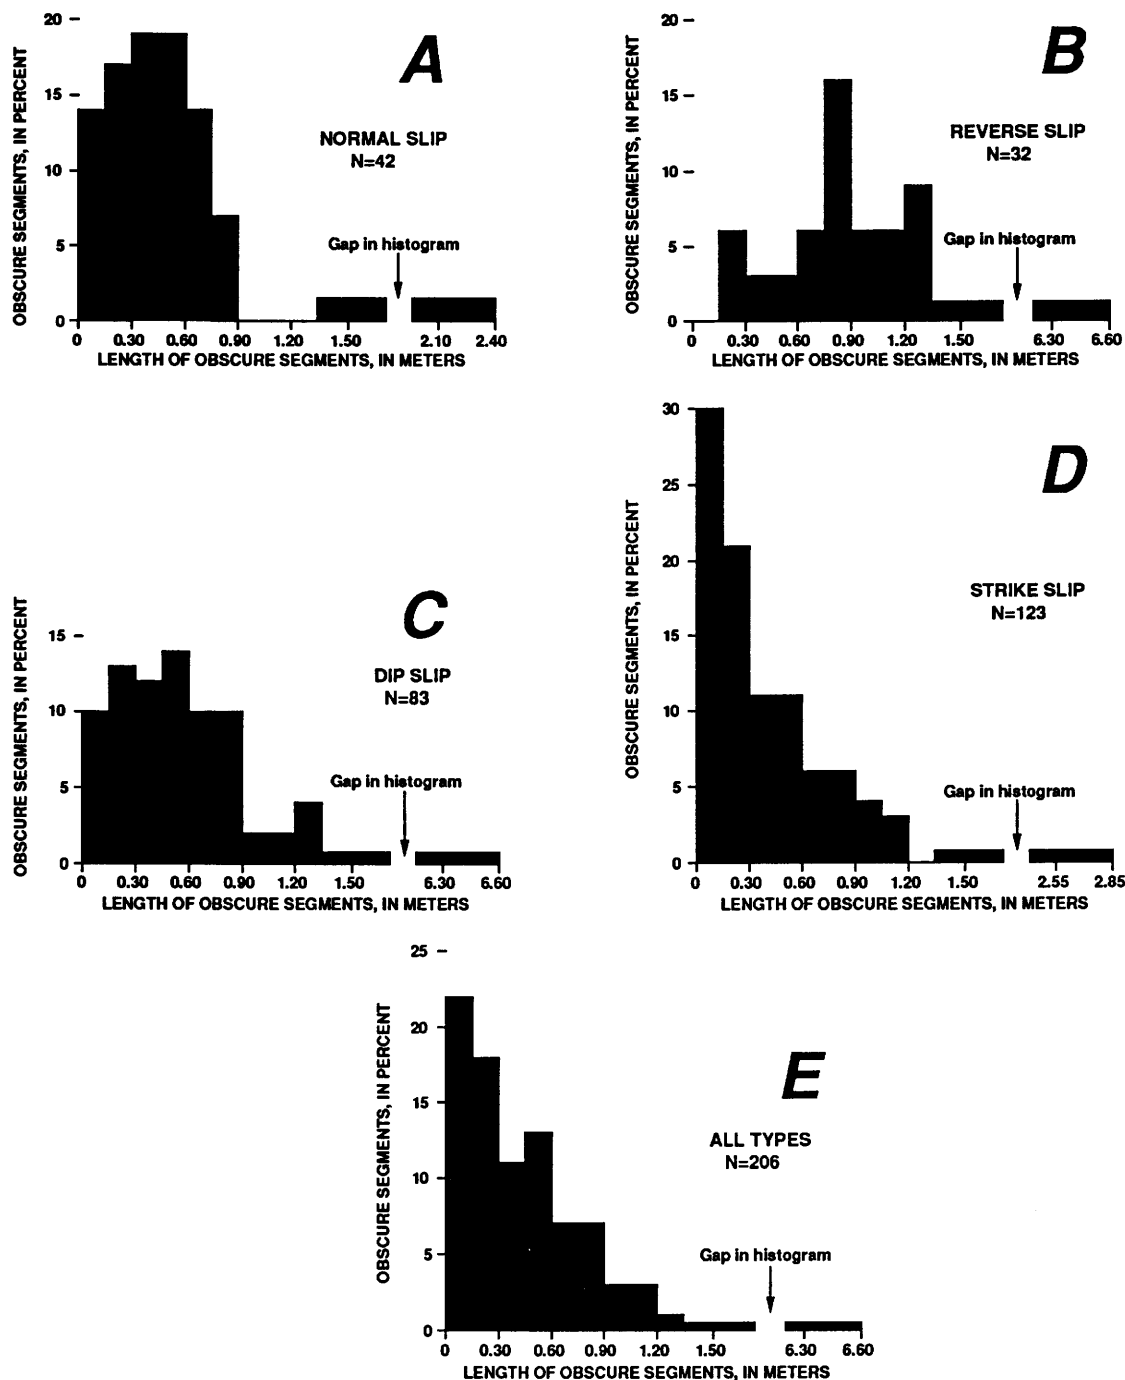 A
NORMAL SLIP
N=42
Gap in histogram
OBSCURE SEGMENTS, IN PERCENT
20
15
10
5
0
0 0.30 0.60 0.90 1.20 1.50 2.10 2.40
LENGTH OF OBSCURE SEGMENTS, IN METERS
B
REVERSE SLIP
N=32
Gap in histogram
OBSCURE SEGMENTS, IN PERCENT
20
15
10
5
0
0 0.30 0.60 0.90 1.20 1.50 6.30 6.60
LENGTH OF OBSCURE SEGMENTS, IN METERS
C
DIP SLIP
N=83
Gap in histogram
OBSCURE SEGMENTS, IN PERCENT
15
10
5
0
0 0.30 0.60 0.90 1.20 1.50 6.30 6.60
LENGTH OF OBSCURE SEGMENTS, IN METERS
D
STRIKE SLIP
N=123
Gap in histogram
OBSCURE SEGMENTS, IN PERCENT
30
25
20
15
10
5
0
0 0.30 0.60 0.90 1.20 1.50 2.55 2.85
LENGTH OF OBSCURE SEGMENTS, IN METERS
E
ALL TYPES
N=206
Gap in histogram
OBSCURE SEGMENTS, IN PERCENT
25
20
15
10
5
0
0 0.30 0.60 0.90 1.20 1.50 6.30 6.60
LENGTH OF OBSCURE SEGMENTS, IN METERS